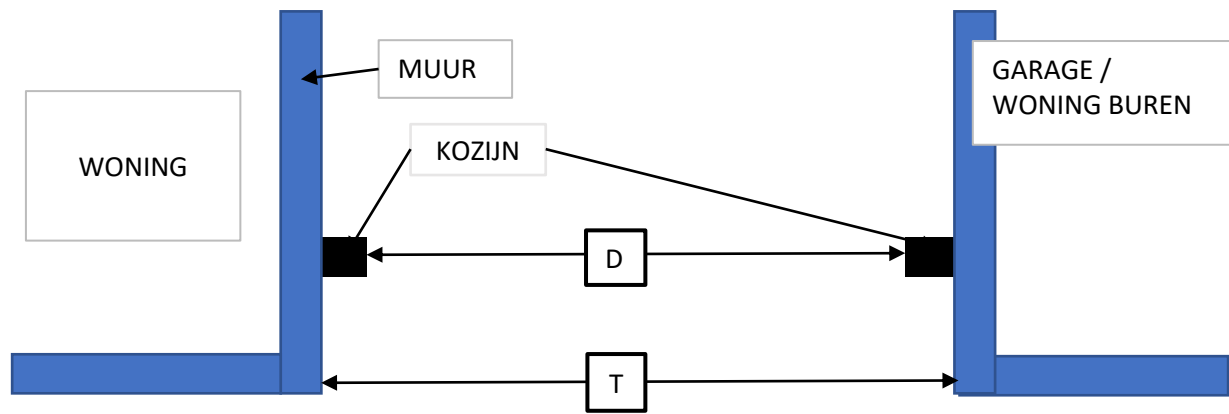 MUUR
GARAGE /
WONING BUREN
WONING
KOZIJN
D
T